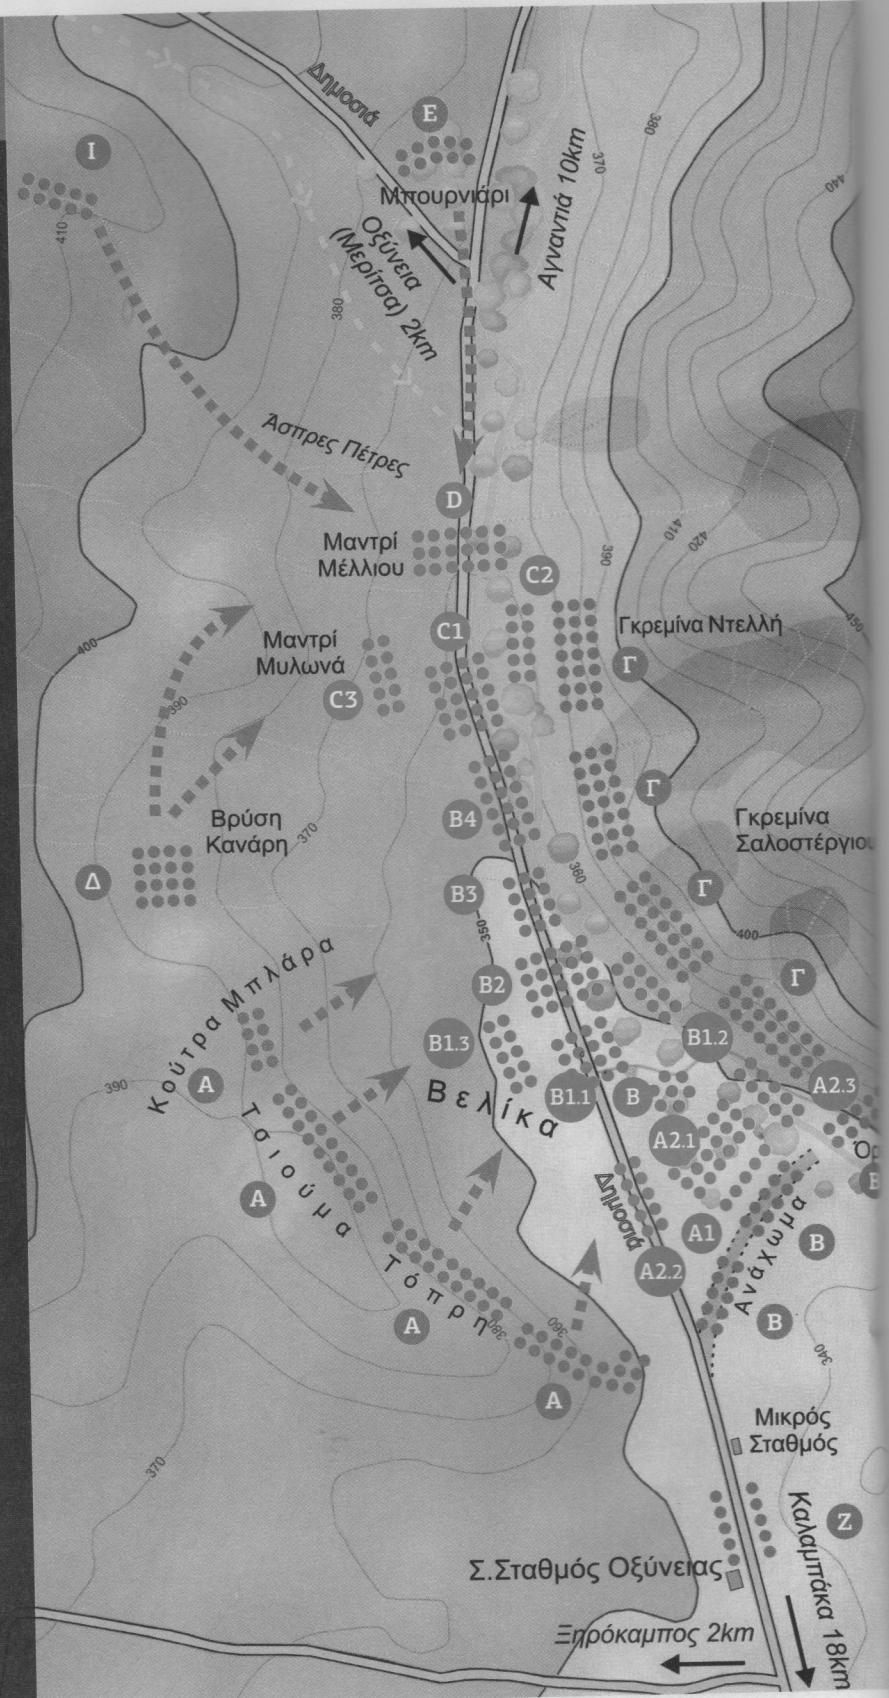 Δημοσιά
Ε
Ι
Μπουρνιάρι
Αγναντιά 10km
Οξύνεια
(Μερίτσα) 2km
370
380
440
410
380
Άσπρες Πέτρες
D
Μαντρί
Μέλλιου
C2
410
420
390
450
C1
Γκρεμίνα Ντελλή
Γ
400
Μαντρί
Μυλωνά
C3
390
Γ
B4
Βρύση
Κανάρη
370
Γκρεμίνα
Σαλοστέργιου
Δ
360
B3
Γ
350
400
Γ
B2
Κούτρα Μπλάρα
B1.3
B1.2
390
Α
Βελίκα
B1.1
Β
A2.3
A2.1
Τσιούμα
Α
Δημοσιά
A1
Ανάχωμα
Β
A2.2
Τόπρη
380
360
Α
Β
340
Α
Μικρός
Σταθμός
370
Ζ
Σ.Σταθμός Οξύνειας
Καλαμπάκα 18km
Ξηρόκαμπος 2km